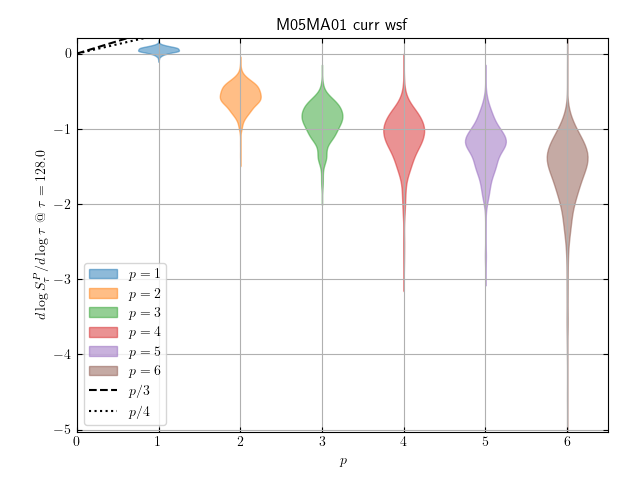 M05MA01 curr wsf
d log S_τ^P / d log τ @ τ = 128.0
0
−1
−2
−3
−4
−5
p = 1
p = 2
p = 3
p = 4
p = 5
p = 6
p/3
p/4
0 1 2 3 4 5 6
p